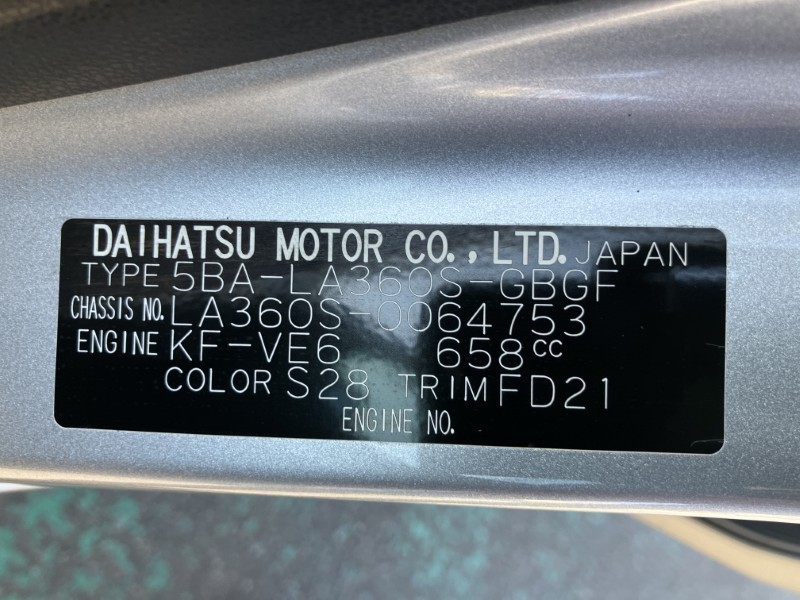 DAIHATSU MOTOR CO., LTD. JAPAN
TYPE 5BA-LA360S-GBGF
CHASSIS NO. LA360S-0064753
ENGINE KF-VE6 658cc
COLOR S28 TRIM FD21
ENGINE NO.